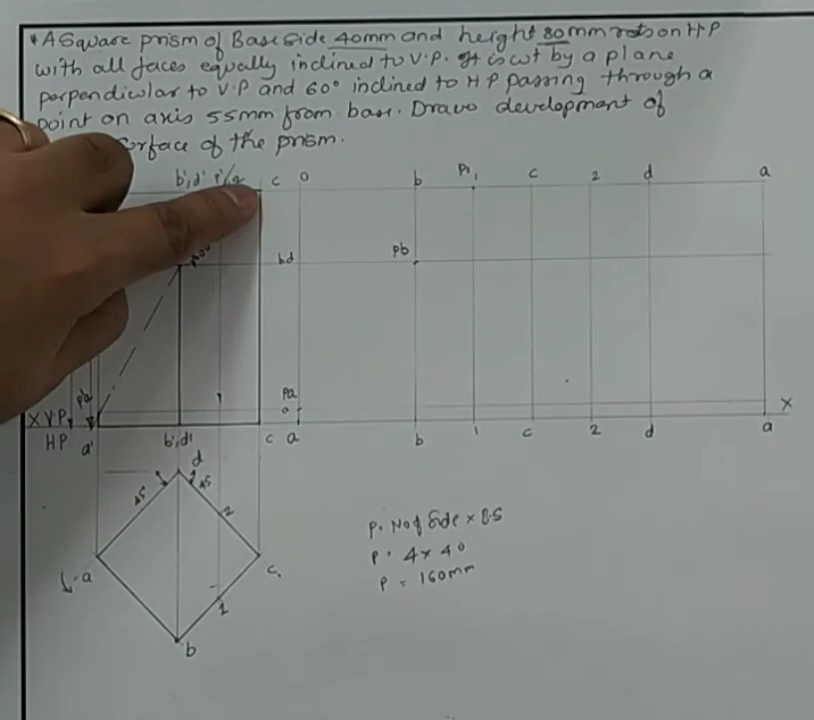 * A Square prism of Base Side 40mm and height 80mm rests on H·P
with all faces equally inclined to V·P. It is cut by a plane
perpendicular to V·P and 60° inclined to HP passing through a
point on axis 55mm from base. Draw development of
surface of the prism.
b', d' c o b P1, c 2 d a
bd Pb
Pa
X VP
HP
o
X
a' b', d' c a b 1 c 2 d a
d
45 45
2
a c
1
b
P = No of Side × B.S
P = 4 × 40
P = 160mm